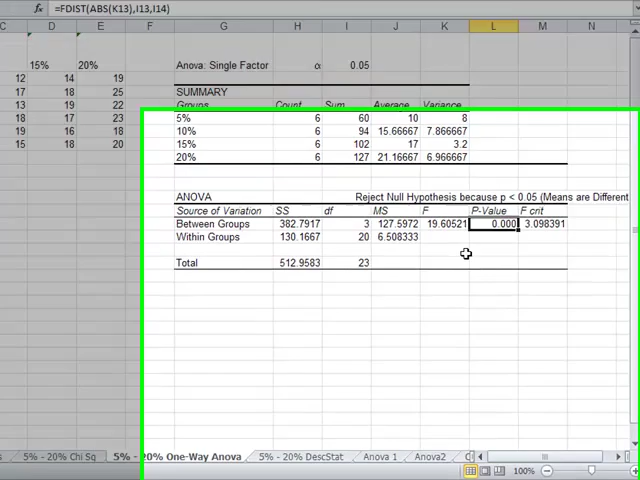 =FDIST(ABS(K13),I13,I14)
C D E F G H I J K L M N
15% 20% Anova: Single Factor α 0.05
12 14 19
17 18 25 SUMMARY
13 19 22 Groups Count Sum Average Variance
18 17 23 5% 6 60 10 8
19 16 18 10% 6 94 15.66667 7.866667
15 18 20 15% 6 102 17 3.2
20% 6 127 21.16667 6.966667
ANOVA Reject Null Hypothesis because p < 0.05 (Means are Different
Source of Variation SS df MS F P-Value F crit
Between Groups 382.7917 3 127.5972 19.60521 0.000 3.098391
Within Groups 130.1667 20 6.508333
Total 512.9583 23
5% - 20% Chi Sq 5% - 20% One-Way Anova 5% - 20% DescStat Anova 1 Anova2
100%